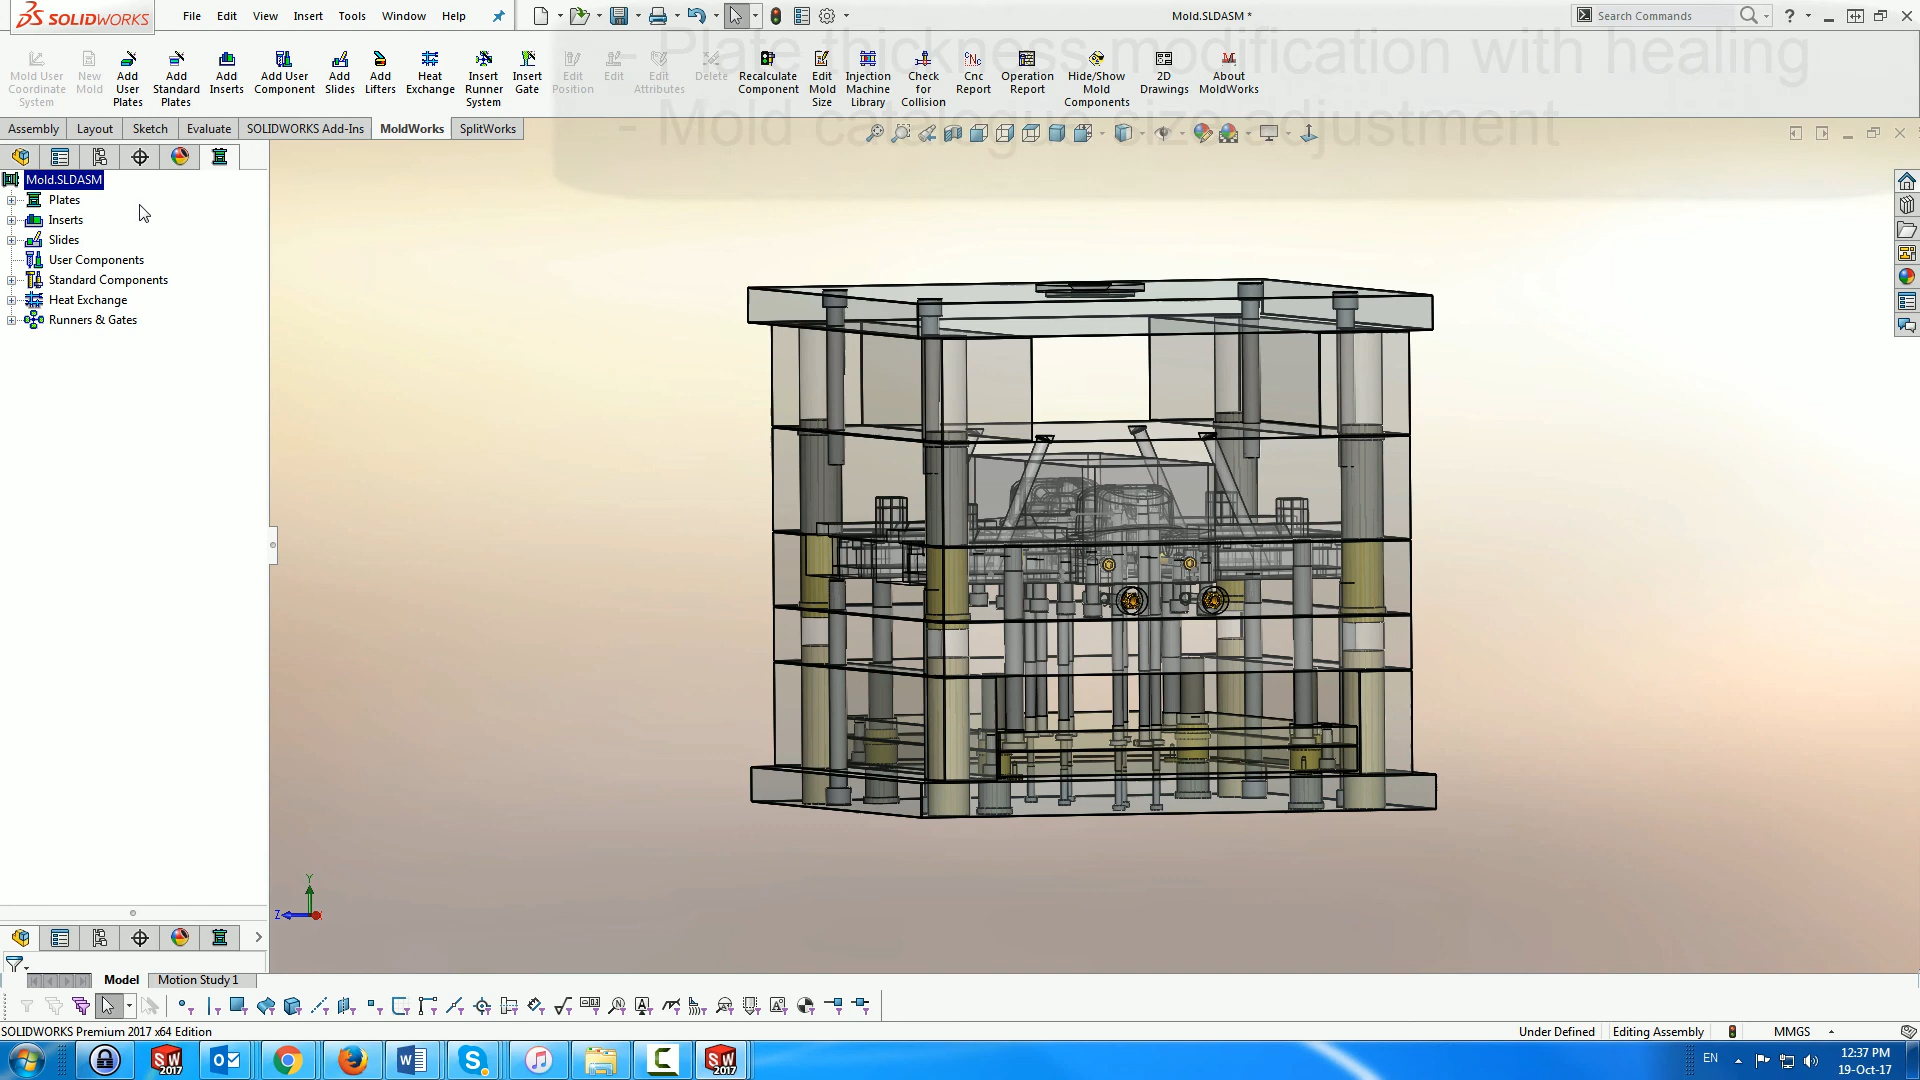 SOLIDWORKS
File Edit View Insert Tools Window Help
Mold.SLDASM *
Search Commands
- Plate thickness modification with healing
- Mold catalogue size adjustment
Mold User Coordinate System
New Mold
Add User Plates
Add Standard Plates
Add Inserts
Add User Component
Add Slides
Add Lifters
Heat Exchange
Insert Runner System
Insert Gate
Edit Position
Edit
Edit Attributes
Delete
Recalculate Component
Edit Mold Size
Injection Machine Library
Check for Collision
Cnc Report
Operation Report
Hide/Show Mold Components
2D Drawings
About MoldWorks
Assembly Layout Sketch Evaluate SOLIDWORKS Add-Ins MoldWorks SplitWorks
Mold.SLDASM
Plates
Inserts
Slides
User Components
Standard Components
Heat Exchange
Runners & Gates
Y
Z
Model Motion Study 1
SOLIDWORKS Premium 2017 x64 Edition
Under Defined Editing Assembly MMGS
EN
12:37 PM
19-Oct-17